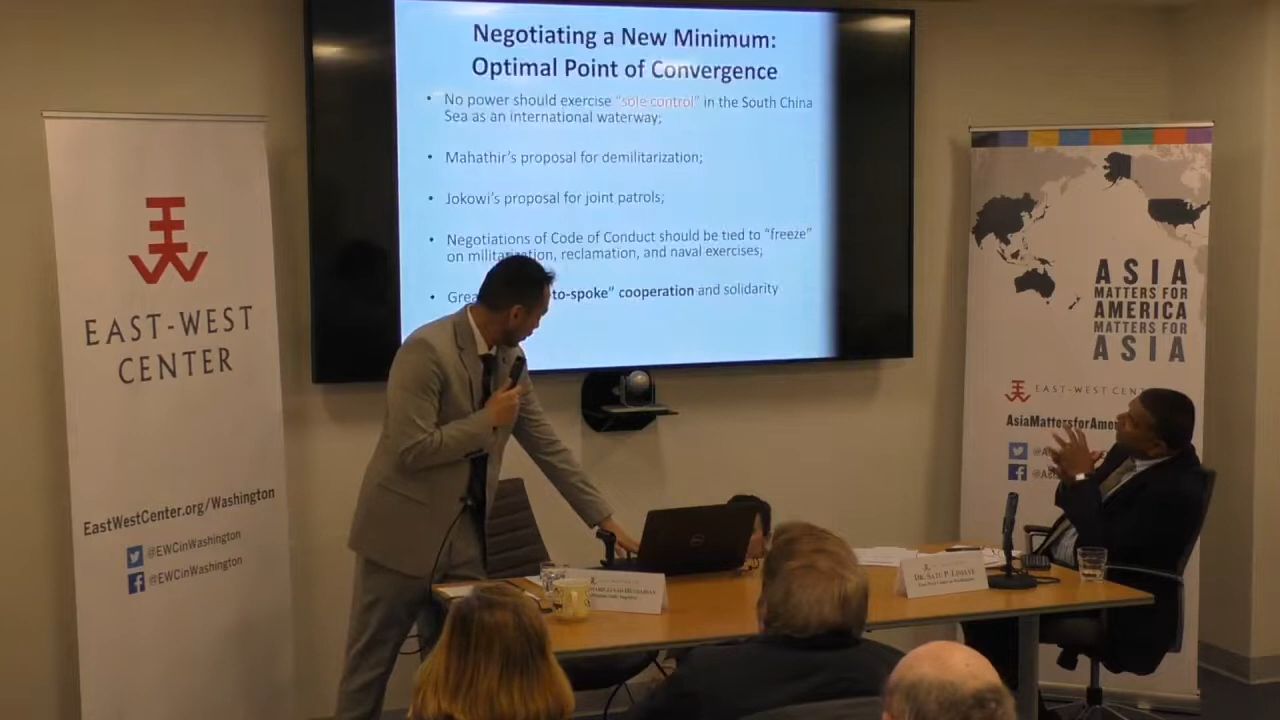 Negotiating a New Minimum:
Optimal Point of Convergence
• No power should exercise "sole control" in the South China
Sea as an international waterway;
• Mahathir's proposal for demilitarization;
• Jokowi's proposal for joint patrols;
• Negotiations of Code of Conduct should be tied to "freeze"
on militarization, reclamation, and naval exercises;
• to-spoke" cooperation and solidarity
EAST-WEST
CENTER
EastWestCenter.org/Washington
@EWCinWashington
@EWCinWashington
ASIA
MATTERS FOR
AMERICA
MATTERS FOR
ASIA
EAST-WEST
AsiaMattersforAmer
DELL
DR. SATU P. LIMAYE